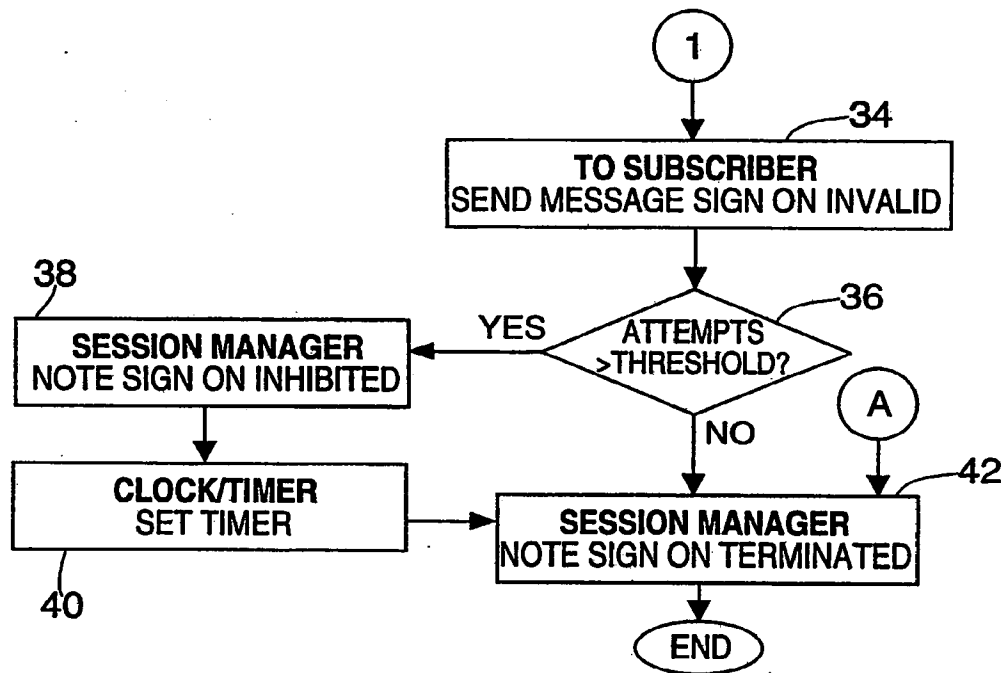 1
34
TO SUBSCRIBER
SEND MESSAGE SIGN ON INVALID
36
ATTEMPTS
>THRESHOLD?
YES
NO
38
SESSION MANAGER
NOTE SIGN ON INHIBITED
CLOCK/TIMER
SET TIMER
40
A
42
SESSION MANAGER
NOTE SIGN ON TERMINATED
END